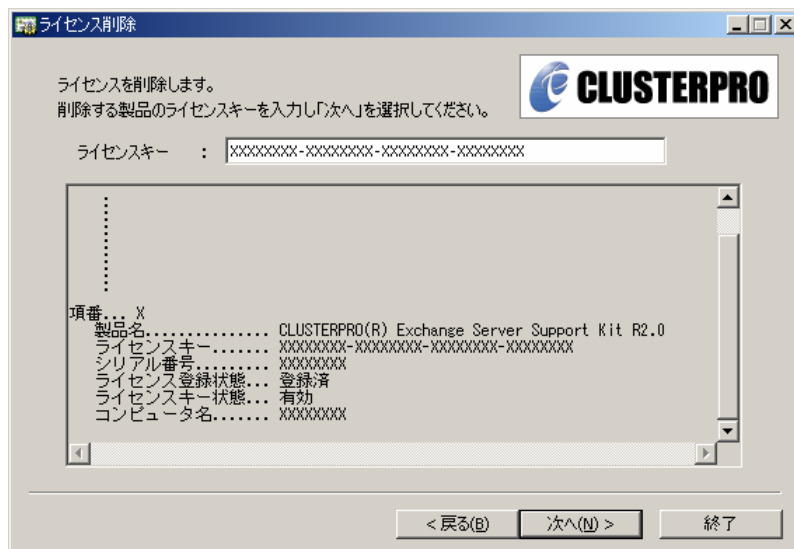 ライセンス削除
CLUSTERPRO
ライセンスを削除します。
削除する製品のライセンスキーを入力し「次へ」を選択してください。
ライセンスキー : XXXXXXXX-XXXXXXXX-XXXXXXXX-XXXXXXXX
:
:
:
:
:
:
項番... X
製品名............... CLUSTERPRO(R) Exchange Server Support Kit R2.0
ライセンスキー....... XXXXXXXX-XXXXXXXX-XXXXXXXX-XXXXXXXX
シリアル番号......... XXXXXXXX
ライセンス登録状態... 登録済
ライセンスキー状態... 有効
コンピュータ名....... XXXXXXXX
< 戻る(B)
次へ(N) >
終了